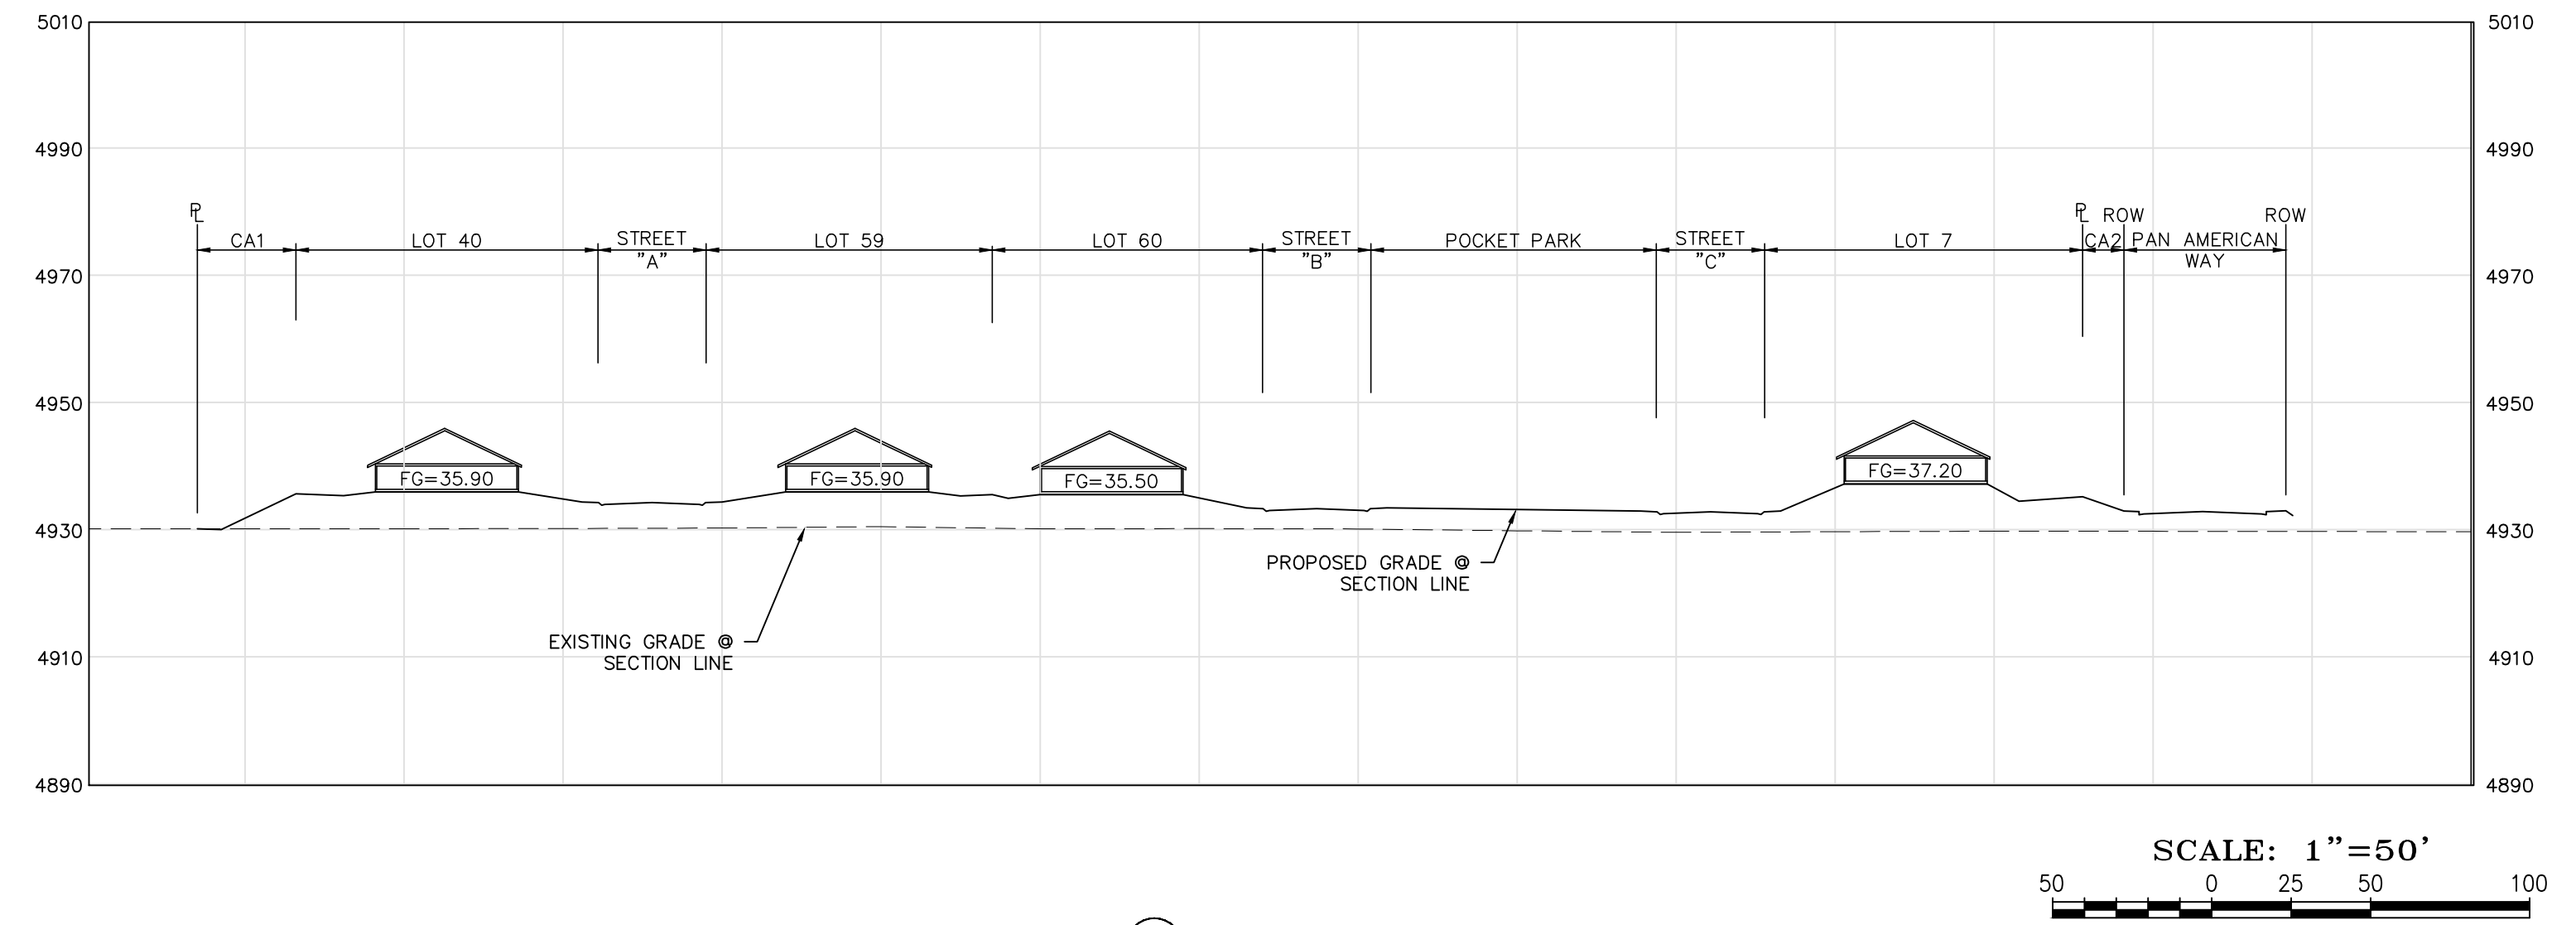 5010
5010
4990
4990
PL
PL ROW
ROW
CA1
LOT 40
STREET
"A"
LOT 59
LOT 60
STREET
"B"
POCKET PARK
STREET
"C"
LOT 7
CA2
PAN AMERICAN
WAY
4970
4970
4950
4950
FG=35.90
FG=35.90
FG=35.50
FG=37.20
4930
4930
PROPOSED GRADE @
SECTION LINE
EXISTING GRADE @
SECTION LINE
4910
4910
4890
4890
SCALE: 1"=50'
50 0 25 50 100